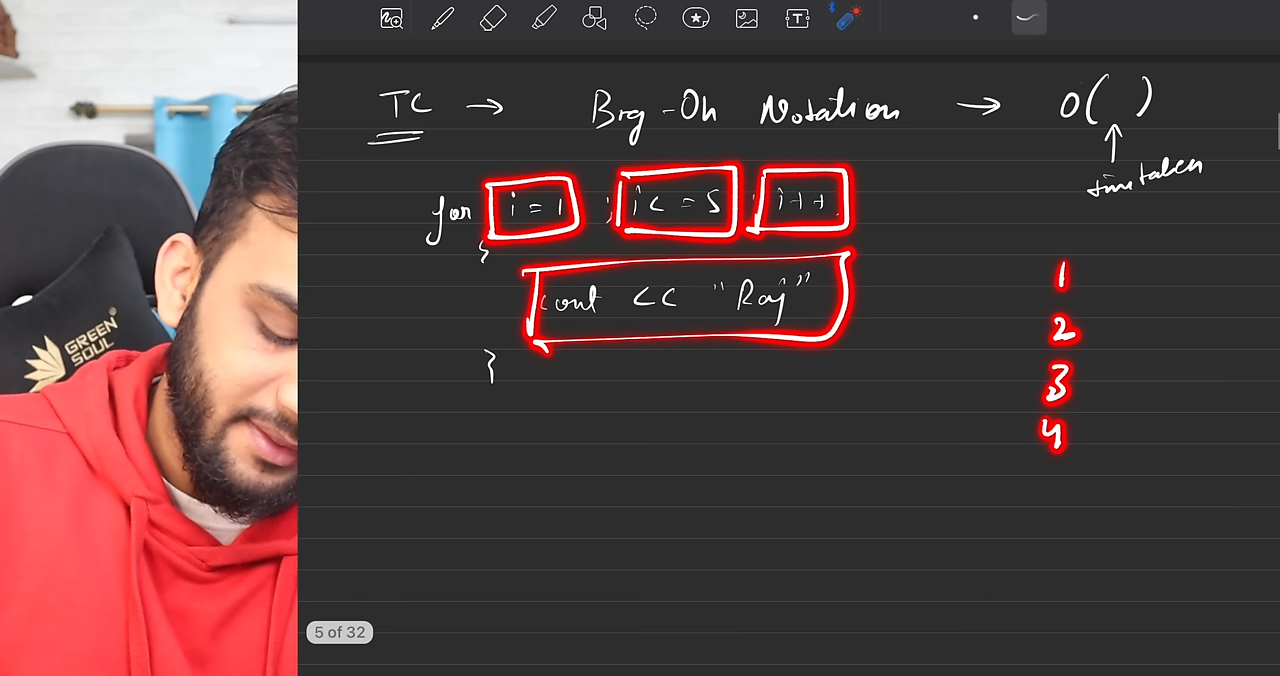 TC → Big-Oh Notation → O( )
↑
time taken
for i = 1 ; i <= 5 ; i++
{
cout << "Raj"
}
1
2
3
4
GREEN
SOUL
T
5 of 32